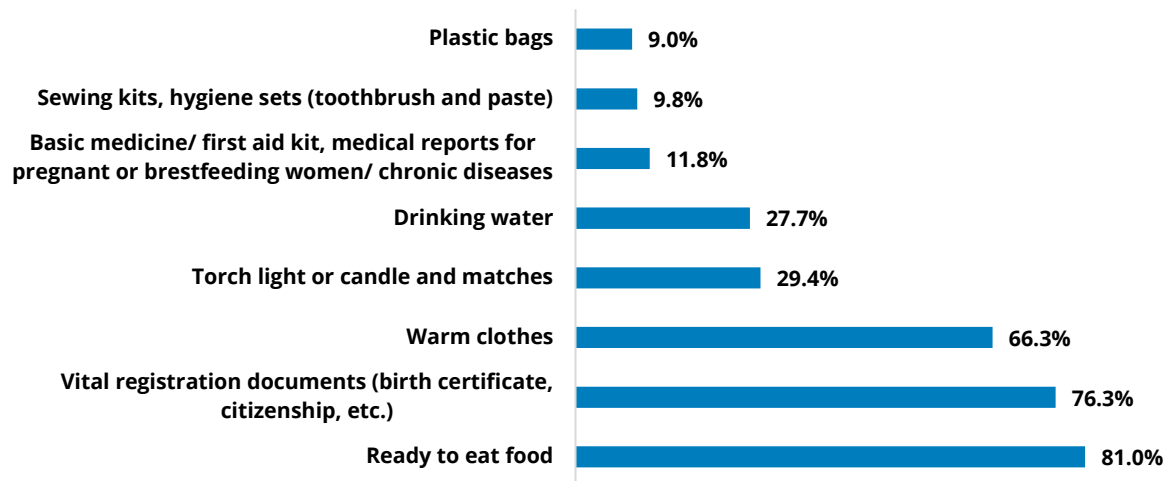 Plastic bags
9.0%
Sewing kits, hygiene sets (toothbrush and paste)
9.8%
Basic medicine/ first aid kit, medical reports for
pregnant or brestfeeding women/ chronic diseases
11.8%
Drinking water
27.7%
Torch light or candle and matches
29.4%
Warm clothes
66.3%
Vital registration documents (birth certificate,
citizenship, etc.)
76.3%
Ready to eat food
81.0%